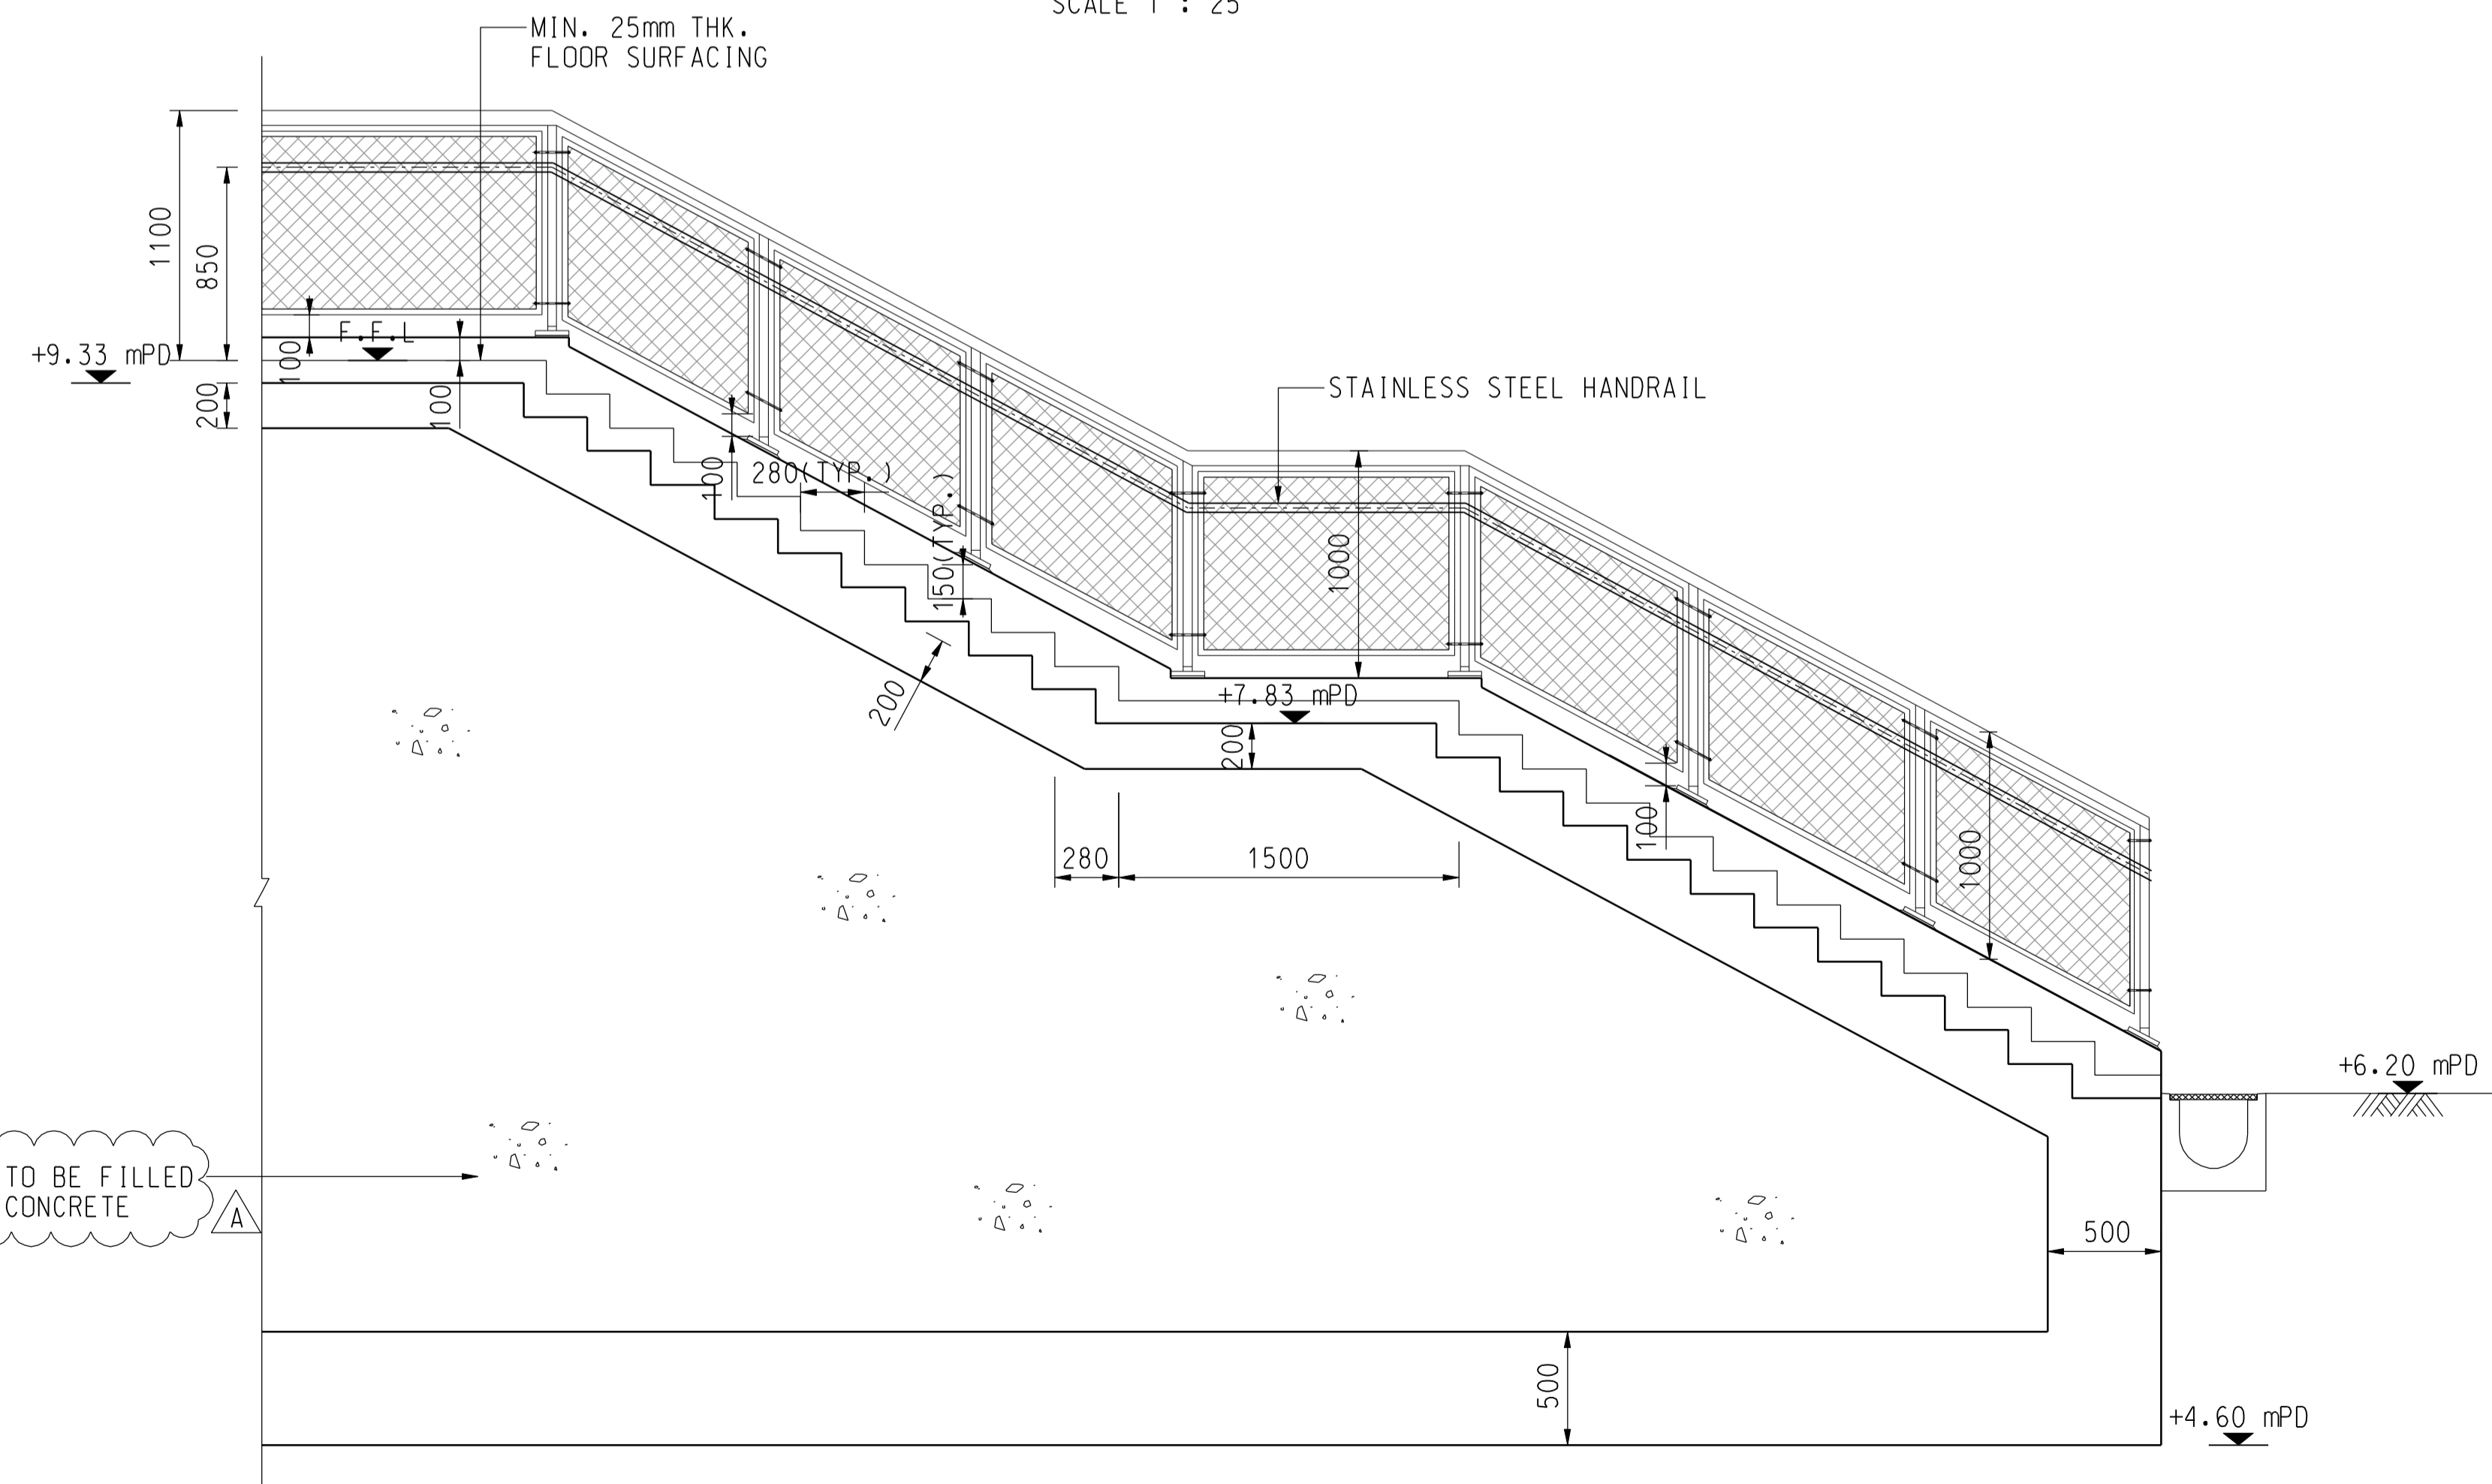 SCALE 1 : 25
MIN. 25mm THK.
FLOOR SURFACING
1100
850
+9.33 mPD
F.F.L
100
200
100
STAINLESS STEEL HANDRAIL
100
280(TYP.)
150(TYP.)
1000
200
+7.83 mPD
200
280
1500
100
1000
+6.20 mPD
TO BE FILLED
CONCRETE
A
500
500
+4.60 mPD